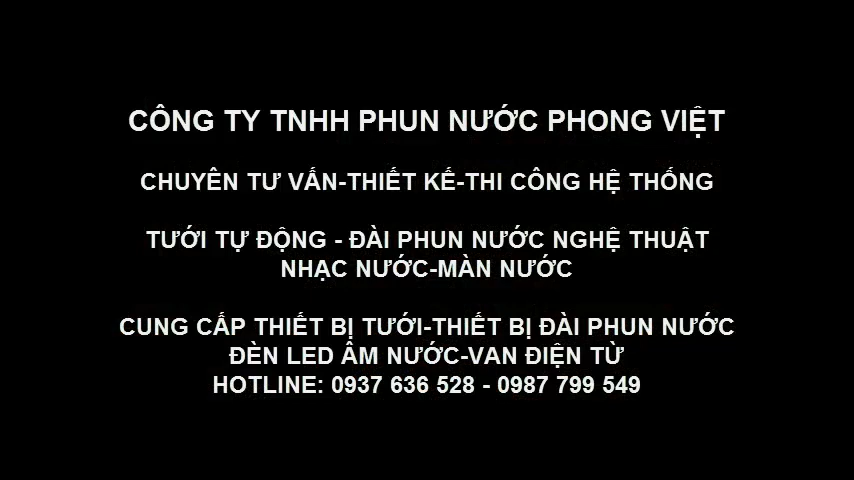 CÔNG TY TNHH PHUN NƯỚC PHONG VIỆT
CHUYÊN TƯ VẤN-THIẾT KẾ-THI CÔNG HỆ THỐNG
TƯỚI TỰ ĐỘNG - ĐÀI PHUN NƯỚC NGHỆ THUẬT
NHẠC NƯỚC-MÀN NƯỚC
CUNG CẤP THIẾT BỊ TƯỚI-THIẾT BỊ ĐÀI PHUN NƯỚC
ĐÈN LED ÂM NƯỚC-VAN ĐIỆN TỪ
HOTLINE: 0937 636 528 - 0987 799 549